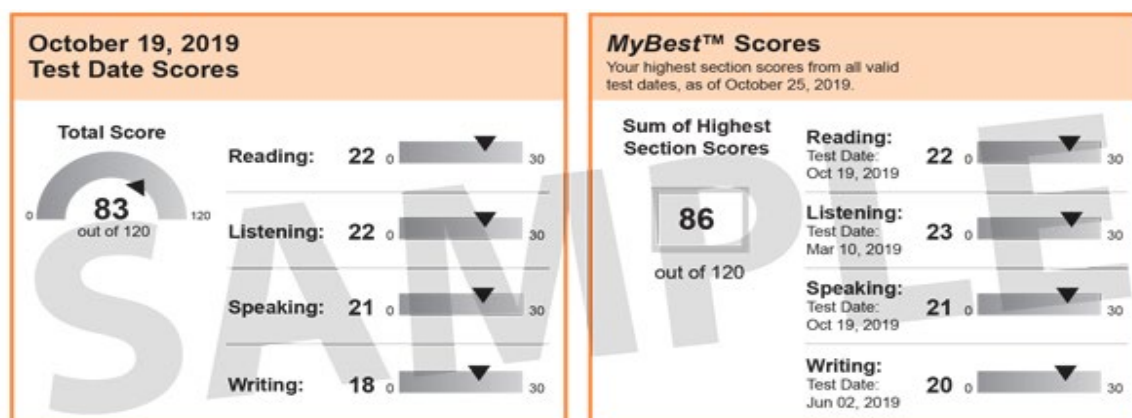 October 19, 2019
Test Date Scores
Total Score
0
83
120
out of 120
Reading: 22 0 30
Listening: 22 0 30
Speaking: 21 0 30
Writing: 18 0 30
MyBest™ Scores
Your highest section scores from all valid
test dates, as of October 25, 2019.
Sum of Highest
Section Scores
86
out of 120
Reading:
Test Date:
Oct 19, 2019
22 0 30
Listening:
Test Date:
Mar 10, 2019
23 0 30
Speaking:
Test Date:
Oct 19, 2019
21 0 30
Writing:
Test Date:
Jun 02, 2019
20 0 30
SAMPLE